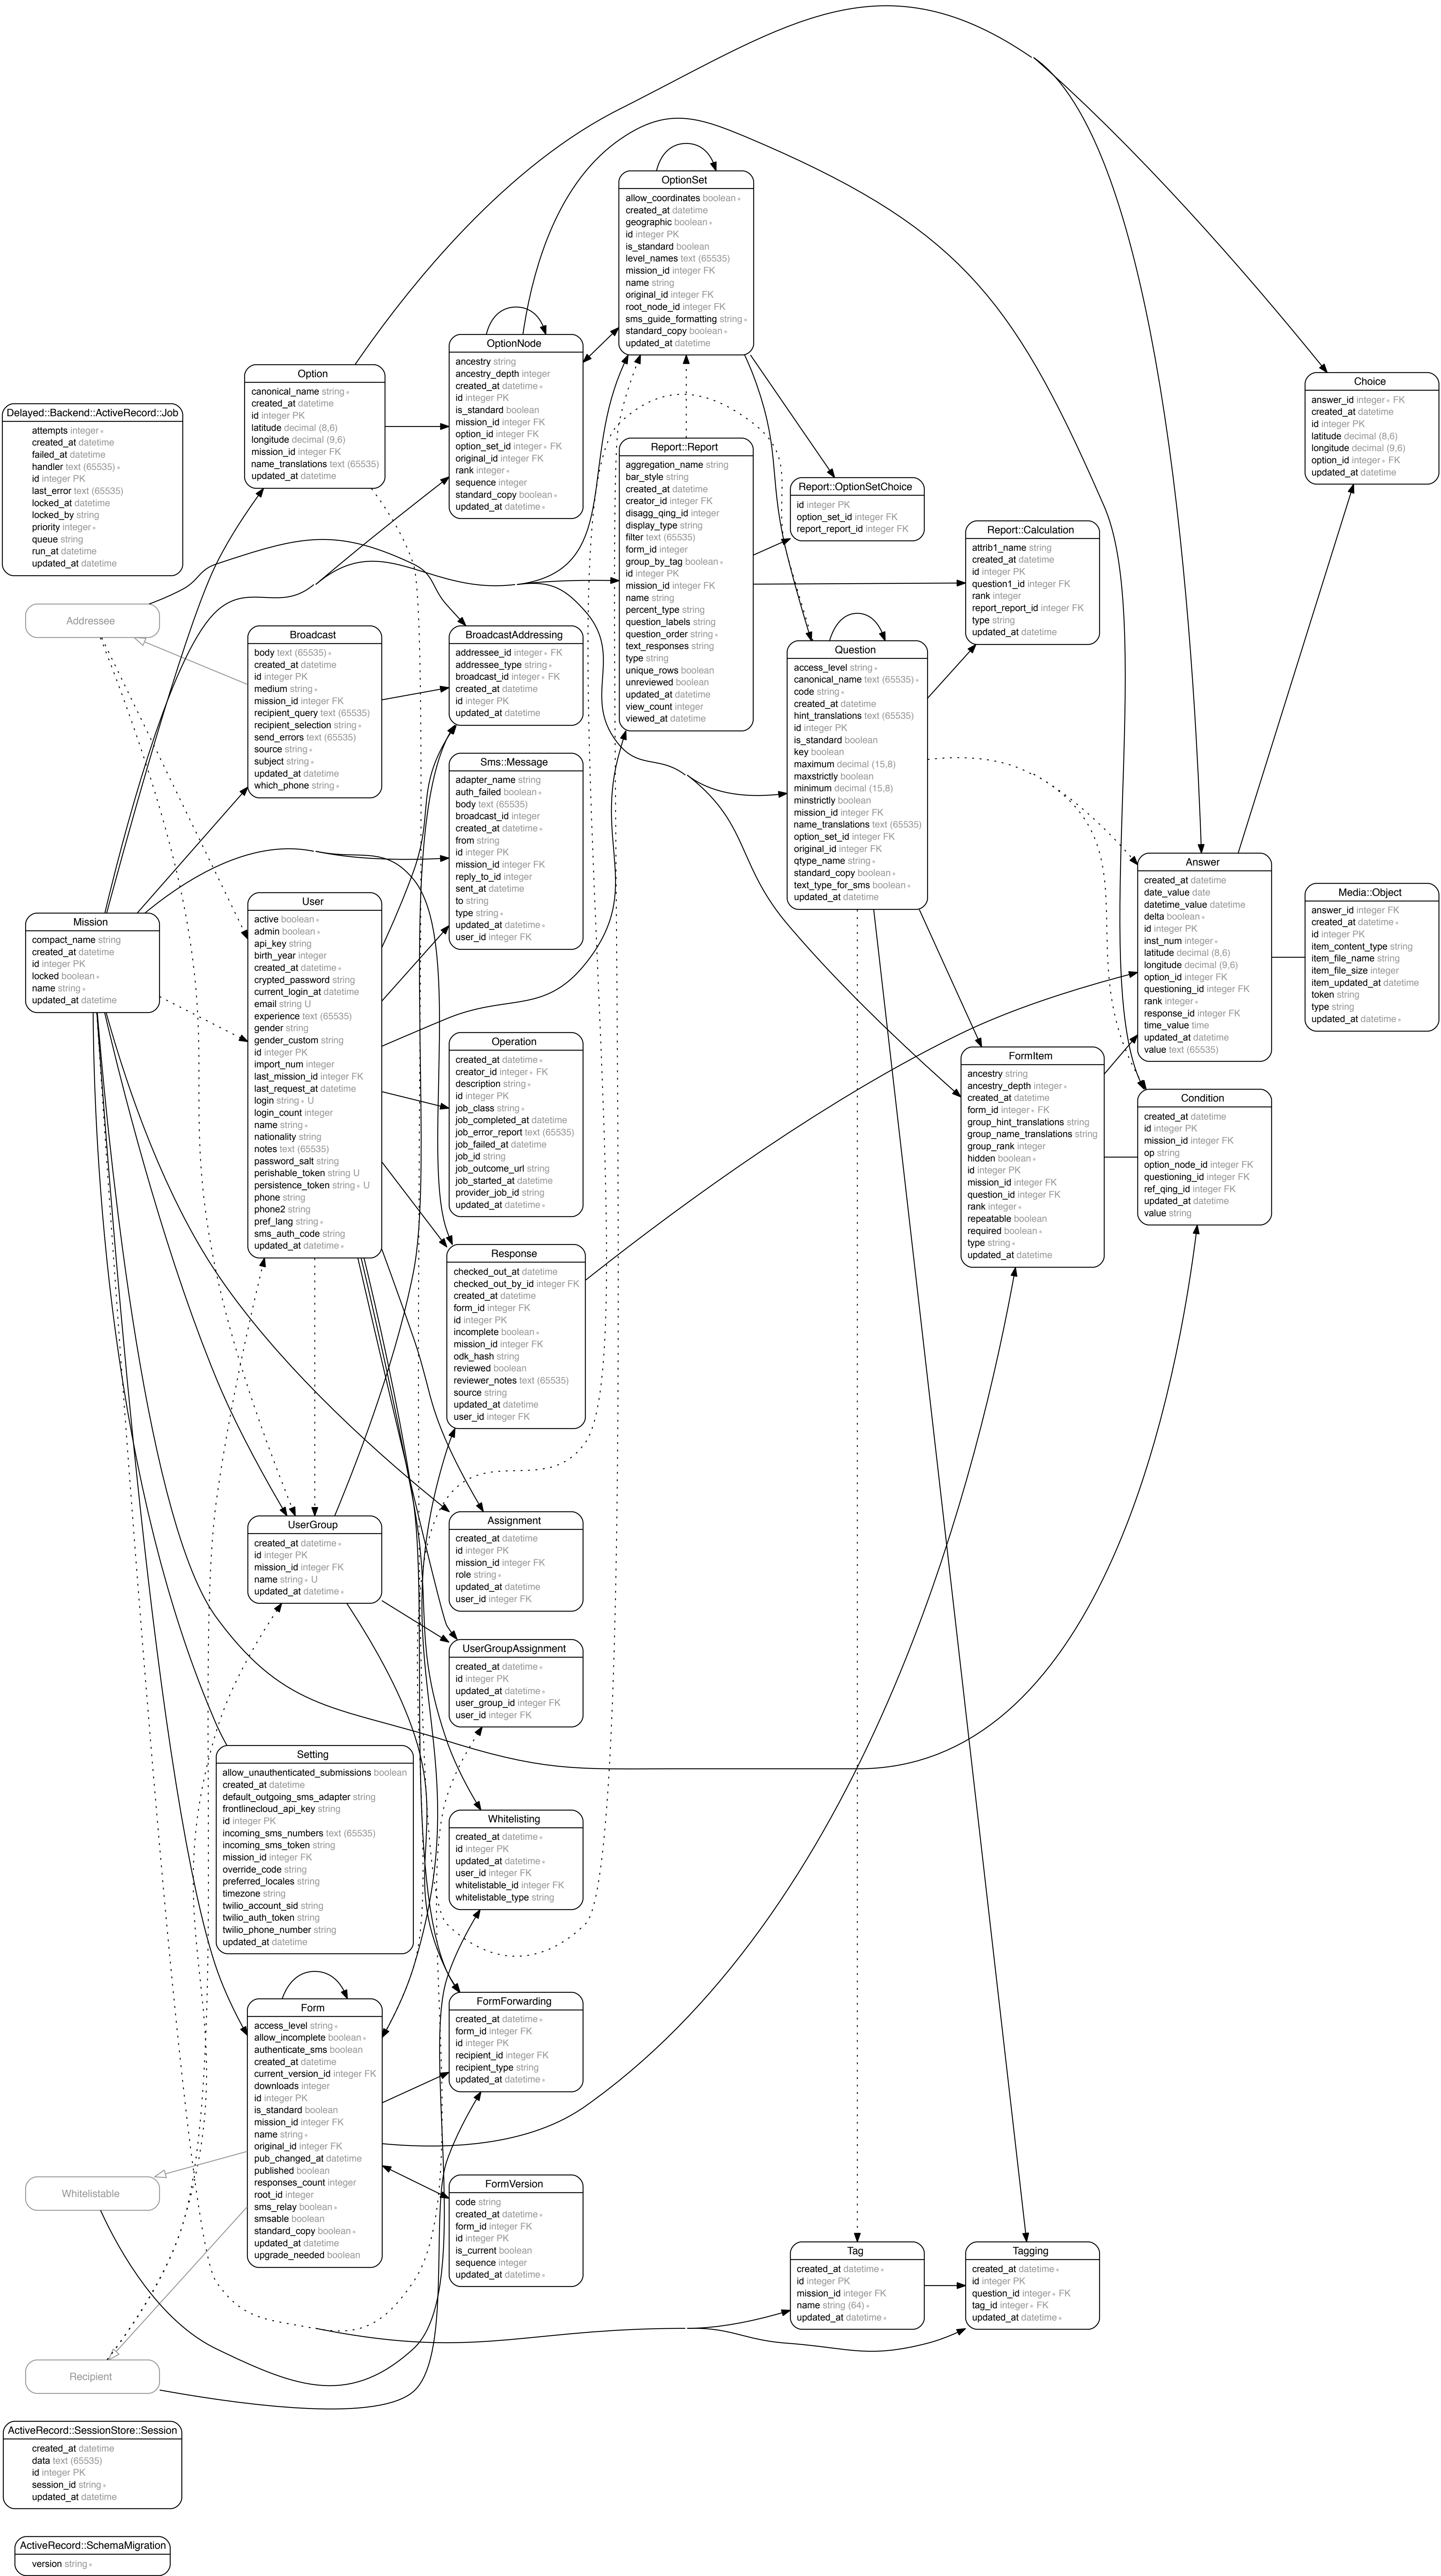 OptionSet
allow_coordinates boolean ∗
created_at datetime
geographic boolean ∗
id integer PK
is_standard boolean
level_names text (65535)
mission_id integer FK
name string
original_id integer FK
root_node_id integer FK
sms_guide_formatting string ∗
standard_copy boolean ∗
updated_at datetime
OptionNode
ancestry string
ancestry_depth integer
created_at datetime ∗
id integer PK
is_standard boolean
mission_id integer FK
option_id integer FK
option_set_id integer ∗ FK
original_id integer FK
rank integer ∗
sequence integer
standard_copy boolean ∗
updated_at datetime ∗
Option
canonical_name string ∗
created_at datetime
id integer PK
latitude decimal (8,6)
longitude decimal (9,6)
mission_id integer FK
name_translations text (65535)
updated_at datetime
Choice
answer_id integer ∗ FK
created_at datetime
id integer PK
latitude decimal (8,6)
longitude decimal (9,6)
option_id integer ∗ FK
updated_at datetime
Delayed::Backend::ActiveRecord::Job
attempts integer ∗
created_at datetime
failed_at datetime
handler text (65535) ∗
id integer PK
last_error text (65535)
locked_at datetime
locked_by string
priority integer ∗
queue string
run_at datetime
updated_at datetime
Report::Report
aggregation_name string
bar_style string
created_at datetime
creator_id integer FK
disagg_qing_id integer
display_type string
filter text (65535)
form_id integer
group_by_tag boolean ∗
id integer PK
mission_id integer FK
name string
percent_type string
question_labels string
question_order string ∗
text_responses string
type string
unique_rows boolean
unreviewed boolean
updated_at datetime
view_count integer
viewed_at datetime
Report::OptionSetChoice
id integer PK
option_set_id integer FK
report_report_id integer FK
Report::Calculation
attrib1_name string
created_at datetime
id integer PK
question1_id integer FK
rank integer
report_report_id integer FK
type string
updated_at datetime
Addressee
Broadcast
body text (65535) ∗
created_at datetime
id integer PK
medium string ∗
mission_id integer FK
recipient_query text (65535)
recipient_selection string ∗
send_errors text (65535)
source string ∗
subject string ∗
updated_at datetime
which_phone string ∗
BroadcastAddressing
addressee_id integer ∗ FK
addressee_type string ∗
broadcast_id integer ∗ FK
created_at datetime
id integer PK
updated_at datetime
Question
access_level string ∗
canonical_name text (65535) ∗
code string ∗
created_at datetime
hint_translations text (65535)
id integer PK
is_standard boolean
key boolean
maximum decimal (15,8)
maxstrictly boolean
minimum decimal (15,8)
minstrictly boolean
mission_id integer FK
name_translations text (65535)
option_set_id integer FK
original_id integer FK
qtype_name string ∗
standard_copy boolean ∗
text_type_for_sms boolean ∗
updated_at datetime
Sms::Message
adapter_name string
auth_failed boolean ∗
body text (65535)
broadcast_id integer
created_at datetime ∗
from string
id integer PK
mission_id integer FK
reply_to_id integer
sent_at datetime
to string
type string ∗
updated_at datetime ∗
user_id integer FK
Answer
created_at datetime
date_value date
datetime_value datetime
delta boolean ∗
id integer PK
inst_num integer ∗
latitude decimal (8,6)
longitude decimal (9,6)
option_id integer FK
questioning_id integer FK
rank integer ∗
response_id integer FK
time_value time
updated_at datetime
value text (65535)
Media::Object
answer_id integer FK
created_at datetime ∗
id integer PK
item_content_type string
item_file_name string
item_file_size integer
item_updated_at datetime
token string
type string
updated_at datetime ∗
Mission
compact_name string
created_at datetime
id integer PK
locked boolean ∗
name string ∗
updated_at datetime
User
active boolean ∗
admin boolean ∗
api_key string
birth_year integer
created_at datetime ∗
crypted_password string
current_login_at datetime
email string U
experience text (65535)
gender string
gender_custom string
id integer PK
import_num integer
last_mission_id integer FK
last_request_at datetime
login string ∗ U
login_count integer
name string ∗
nationality string
notes text (65535)
password_salt string
perishable_token string U
persistence_token string ∗ U
phone string
phone2 string
pref_lang string ∗
sms_auth_code string
updated_at datetime ∗
Operation
created_at datetime ∗
creator_id integer ∗ FK
description string ∗
id integer PK
job_class string ∗
job_completed_at datetime
job_error_report text (65535)
job_failed_at datetime
job_id string
job_outcome_url string
job_started_at datetime
provider_job_id string
updated_at datetime ∗
FormItem
ancestry string
ancestry_depth integer ∗
created_at datetime
form_id integer ∗ FK
group_hint_translations string
group_name_translations string
group_rank integer
hidden boolean ∗
id integer PK
mission_id integer FK
question_id integer FK
rank integer ∗
repeatable boolean
required boolean ∗
type string ∗
updated_at datetime
Condition
created_at datetime
id integer PK
mission_id integer FK
op string
option_node_id integer FK
questioning_id integer FK
ref_qing_id integer FK
updated_at datetime
value string
Response
checked_out_at datetime
checked_out_by_id integer FK
created_at datetime
form_id integer FK
id integer PK
incomplete boolean ∗
mission_id integer FK
odk_hash string
reviewed boolean
reviewer_notes text (65535)
source string
updated_at datetime
user_id integer FK
UserGroup
created_at datetime ∗
id integer PK
mission_id integer FK
name string ∗ U
updated_at datetime ∗
Assignment
created_at datetime
id integer PK
mission_id integer FK
role string ∗
updated_at datetime
user_id integer FK
UserGroupAssignment
created_at datetime ∗
id integer PK
updated_at datetime ∗
user_group_id integer FK
user_id integer FK
Setting
allow_unauthenticated_submissions boolean
created_at datetime
default_outgoing_sms_adapter string
frontlinecloud_api_key string
id integer PK
incoming_sms_numbers text (65535)
incoming_sms_token string
mission_id integer FK
override_code string
preferred_locales string
timezone string
twilio_account_sid string
twilio_auth_token string
twilio_phone_number string
updated_at datetime
Whitelisting
created_at datetime ∗
id integer PK
updated_at datetime ∗
user_id integer FK
whitelistable_id integer FK
whitelistable_type string
Form
access_level string ∗
allow_incomplete boolean ∗
authenticate_sms boolean
created_at datetime
current_version_id integer FK
downloads integer
id integer PK
is_standard boolean
mission_id integer FK
name string ∗
original_id integer FK
pub_changed_at datetime
published boolean
responses_count integer
root_id integer
sms_relay boolean ∗
smsable boolean
standard_copy boolean ∗
updated_at datetime
upgrade_needed boolean
FormForwarding
created_at datetime ∗
form_id integer FK
id integer PK
recipient_id integer FK
recipient_type string
updated_at datetime ∗
Whitelistable
FormVersion
code string
created_at datetime ∗
form_id integer FK
id integer PK
is_current boolean
sequence integer
updated_at datetime ∗
Tag
created_at datetime ∗
id integer PK
mission_id integer FK
name string (64) ∗
updated_at datetime ∗
Tagging
created_at datetime ∗
id integer PK
question_id integer ∗ FK
tag_id integer ∗ FK
updated_at datetime ∗
Recipient
ActiveRecord::SessionStore::Session
created_at datetime
data text (65535)
id integer PK
session_id string ∗
updated_at datetime
ActiveRecord::SchemaMigration
version string ∗